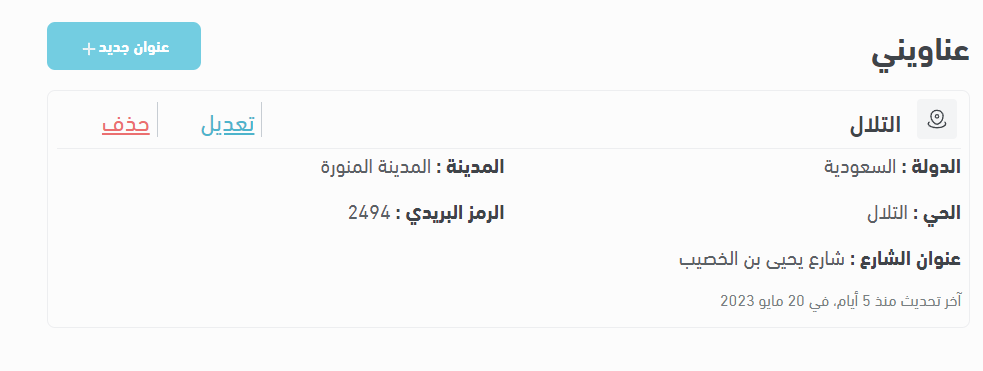 عناويني
عنوان جديد +
التلال
تعديل
حذف
الدولة : السعودية
المدينة : المدينة المنورة
الحي : التلال
الرمز البريدي : 2494
عنوان الشارع : شارع يحيى بن الخصيب
آخر تحديث منذ 5 أيام، في 20 مايو 2023